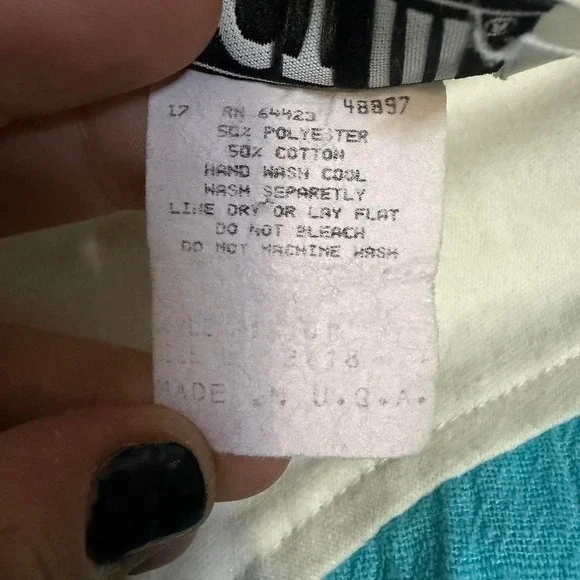 17 RN 64423 48897
50% POLYESTER
50% COTTON
HAND WASH COOL
WASH SEPARETLY
LINE DRY OR LAY FLAT
DO NOT BLEACH
DO NOT MACHINE WASH
MADE U.S.A.